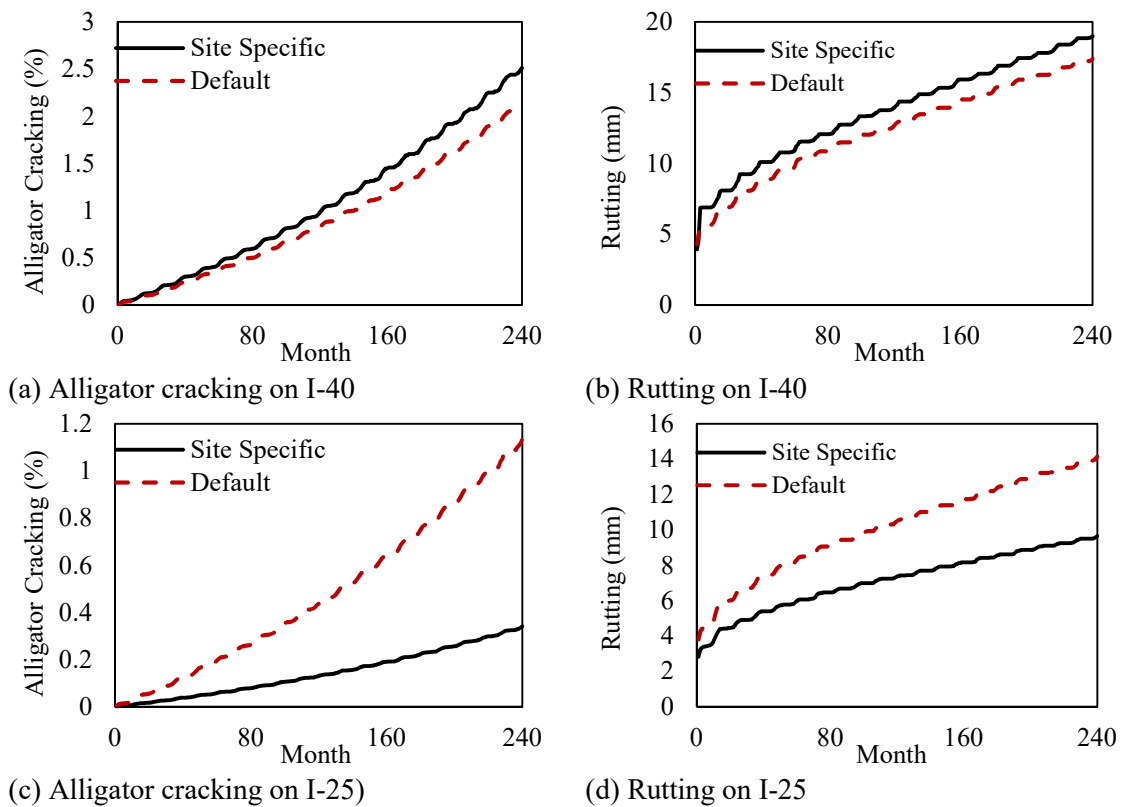 3
2.5
2
1.5
1
0.5
0
Alligator Cracking (%)
Site Specific
Default
0 80 160 240
Month
(a) Alligator cracking on I-40
20
15
10
5
0
Rutting (mm)
Site Specific
Default
0 80 160 240
Month
(b) Rutting on I-40
1.2
1
0.8
0.6
0.4
0.2
0
Alligator Cracking (%)
Site Specific
Default
0 80 160 240
Month
(c) Alligator cracking on I-25)
16
14
12
10
8
6
4
2
0
Rutting (mm)
Site Specific
Default
0 80 160 240
Month
(d) Rutting on I-25